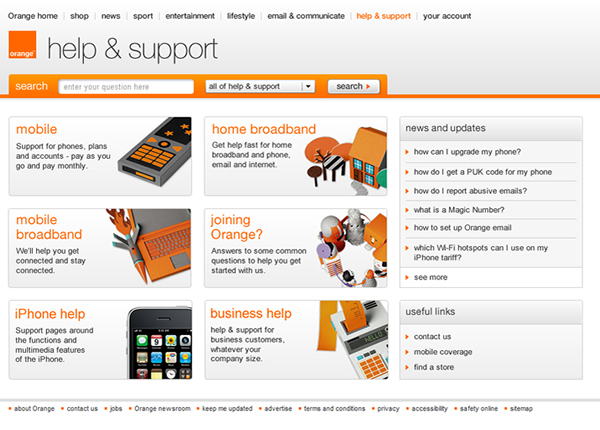 Orange home | shop | news | sport | entertainment | lifestyle | email & communicate | help & support | your account
orange
help & support
search enter your question here all of help & support search
mobile
Support for phones, plans
and accounts - pay as you
go and pay monthly.
home broadband
Get help fast for home
broadband and phone,
email and internet.
mobile
broadband
We'll help you get
connected and stay
connected.
joining
Orange?
Answers to some common
questions to help you get
started with us.
iPhone help
Support pages around
the functions and
multimedia features
of the iPhone.
business help
help & support for
business customers,
whatever your
company size.
news and updates
how can I upgrade my phone?
how do I get a PUK code for my phone
how do I report abusive emails?
what is a Magic Number?
how to set up Orange email
which Wi-Fi hotspots can I use on my
iPhone tariff?
see more
useful links
contact us
mobile coverage
find a store
about Orange contact us jobs Orange newsroom keep me updated advertise terms and conditions privacy accessibility safety online sitemap